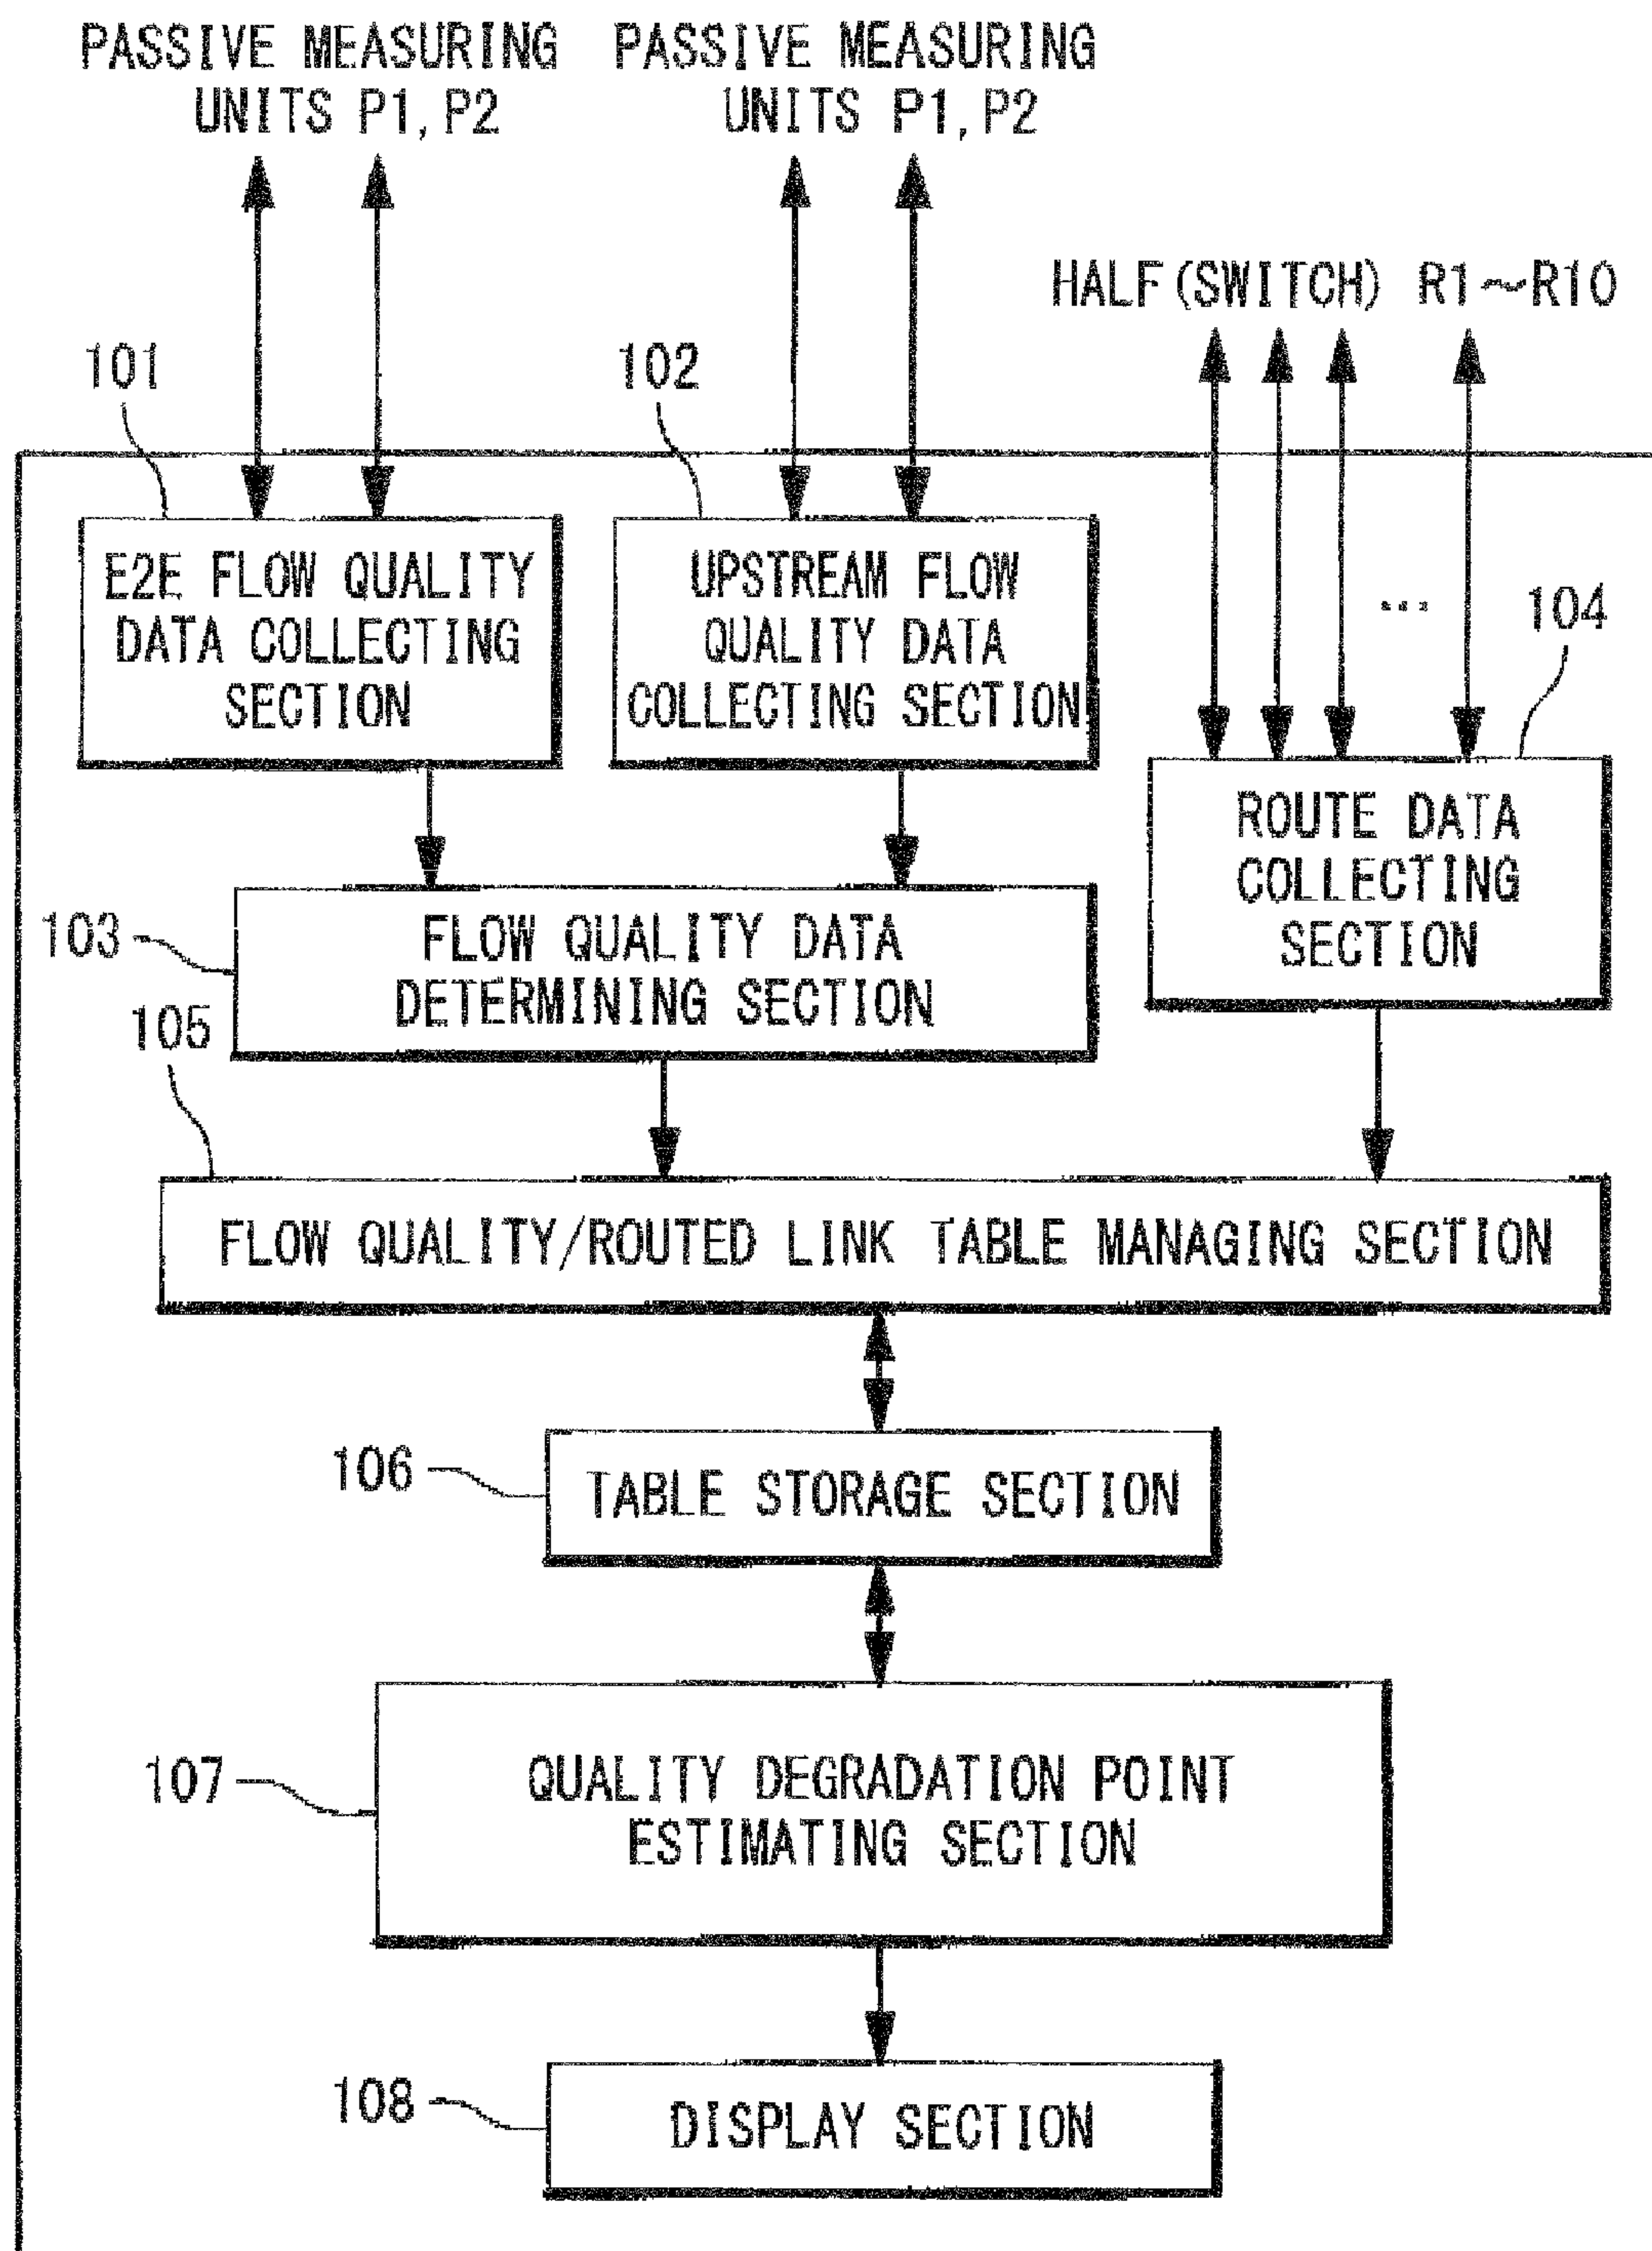 PASSIVE MEASURING
UNITS P1, P2
PASSIVE MEASURING
UNITS P1, P2
HALF(SWITCH) R1~R10
101
102
E2E FLOW QUALITY
DATA COLLECTING
SECTION
UPSTREAM FLOW
QUALITY DATA
COLLECTING SECTION
...
104
ROUTE DATA
COLLECTING
SECTION
103
FLOW QUALITY DATA
DETERMINING SECTION
105
FLOW QUALITY/ROUTED LINK TABLE MANAGING SECTION
106
TABLE STORAGE SECTION
107
QUALITY DEGRADATION POINT
ESTIMATING SECTION
108
DISPLAY SECTION